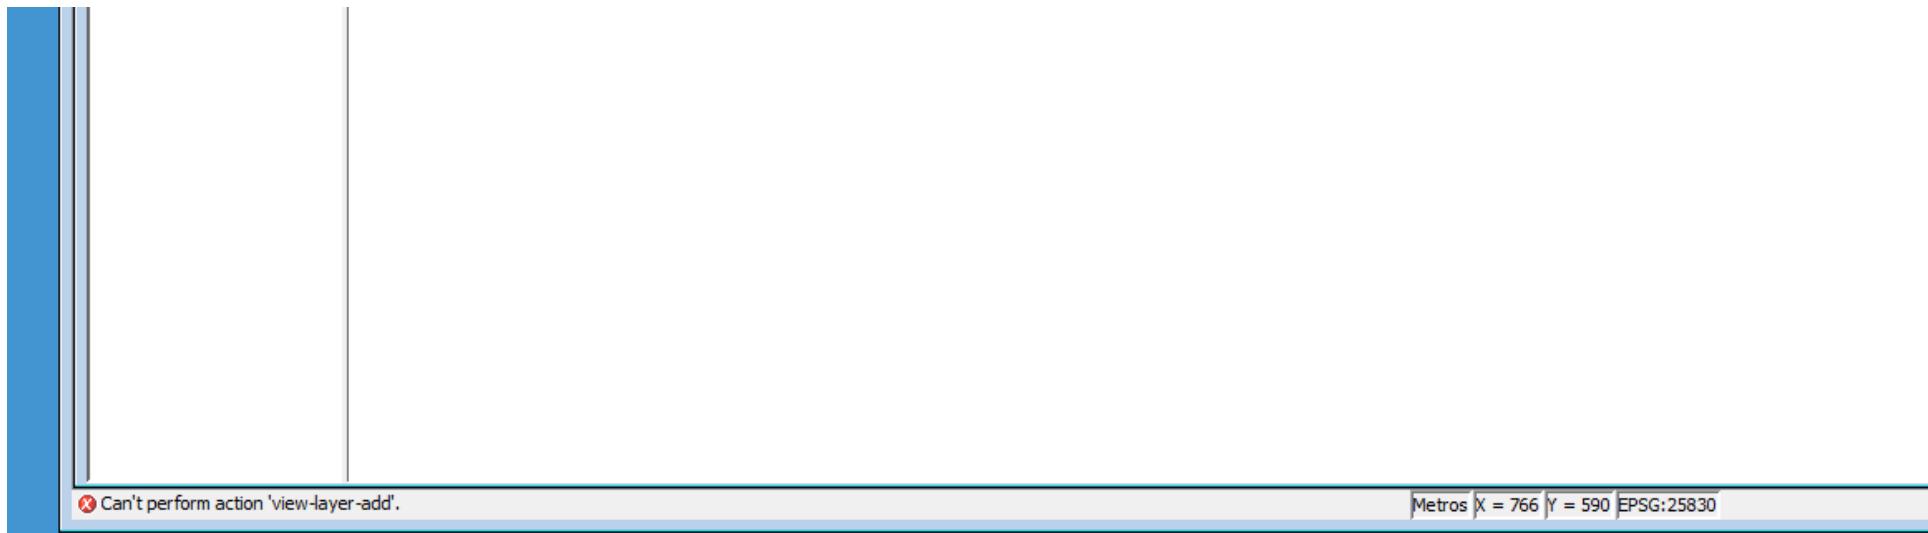 Can't perform action 'view-layer-add'.
Metros X = 766 Y = 590 EPSG:25830